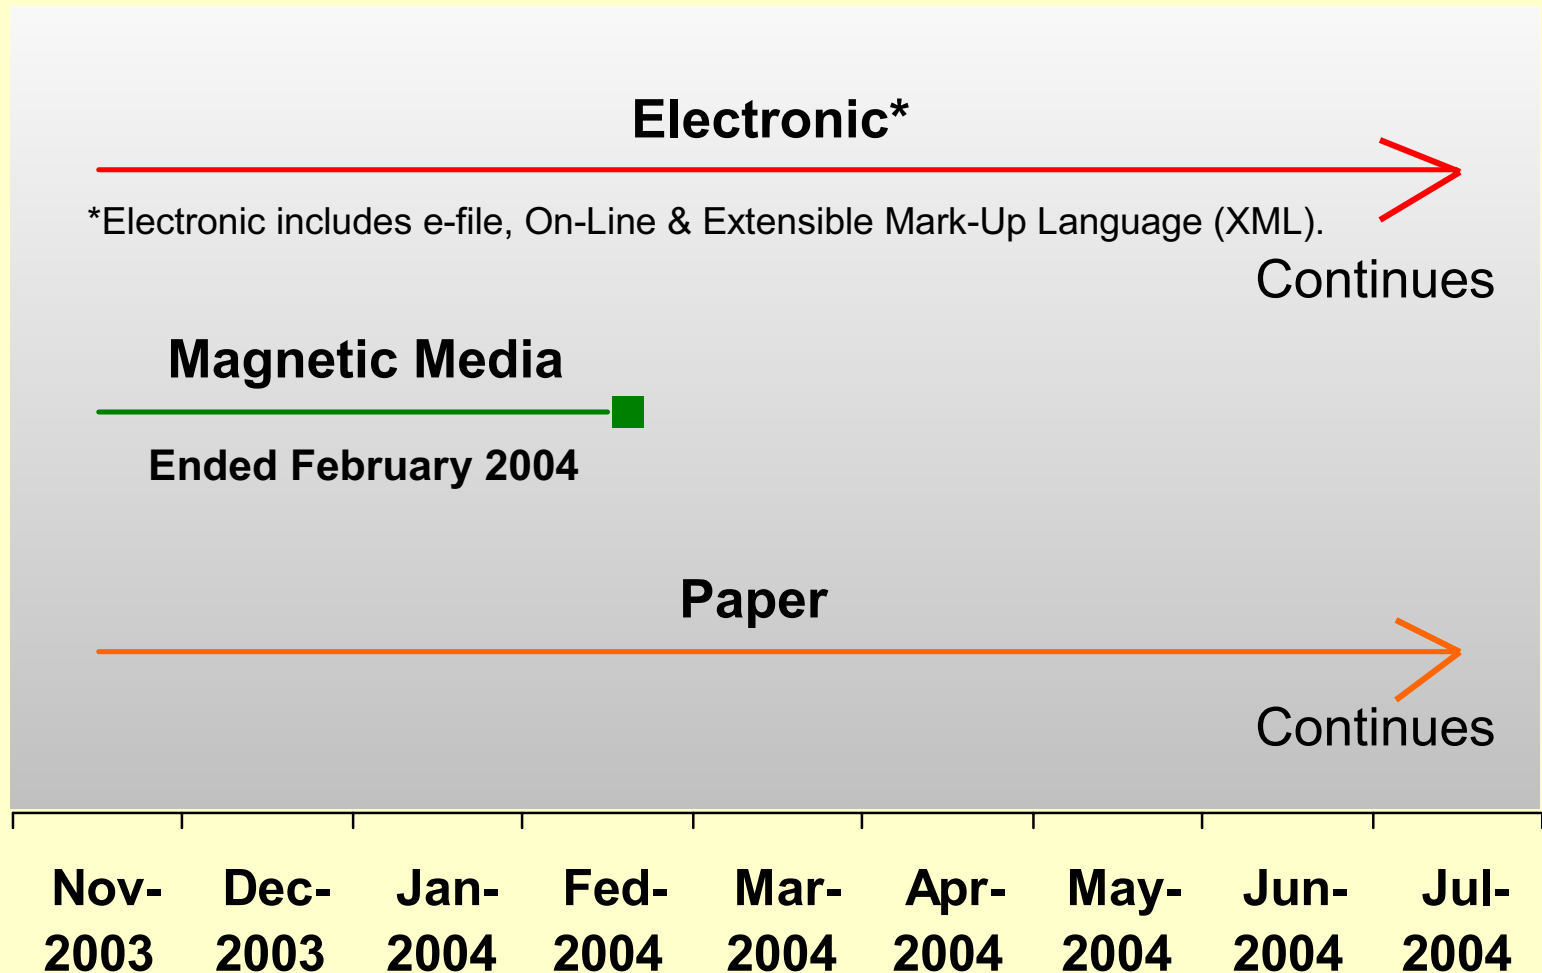 Electronic*
*Electronic includes e-file, On-Line & Extensible Mark-Up Language (XML).
Continues
Magnetic Media
Ended February 2004
Paper
Continues
Nov- Dec- Jan- Fed- Mar- Apr- May- Jun- Jul-
2003 2003 2004 2004 2004 2004 2004 2004 2004